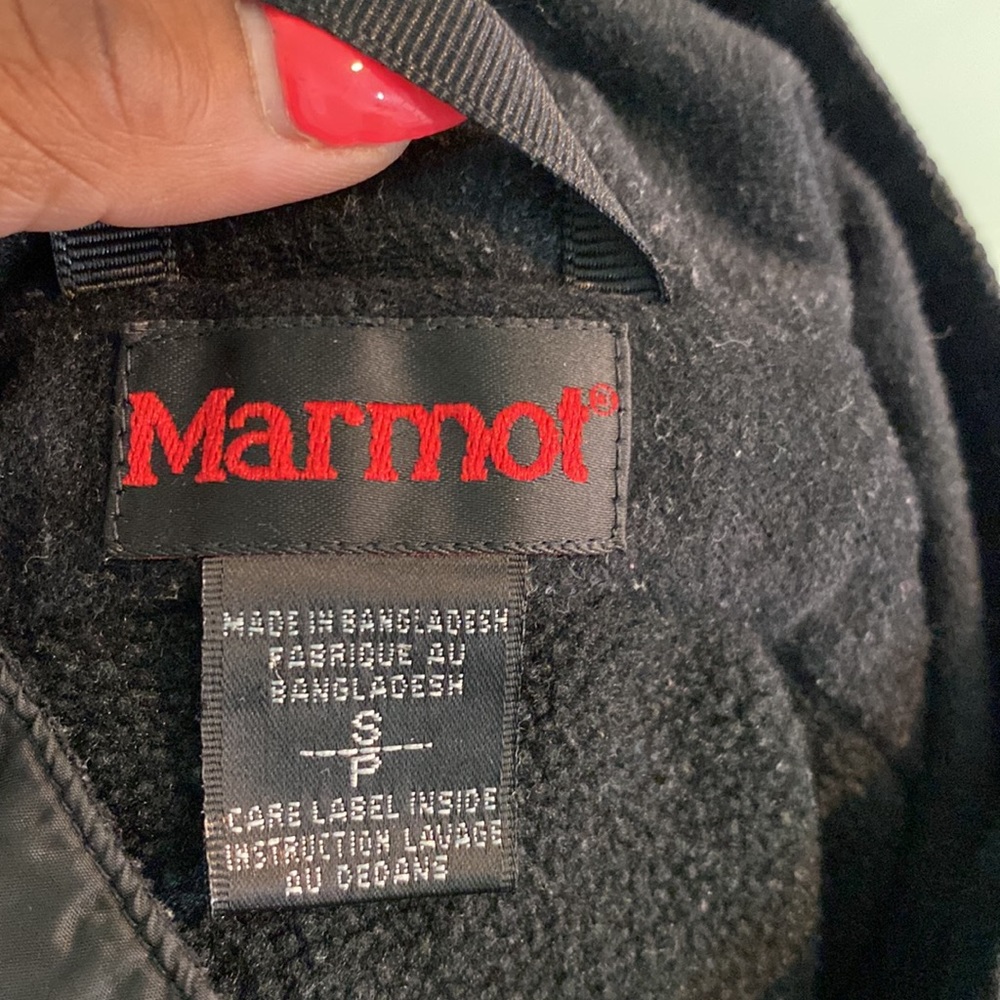 Marmot®
MADE IN BANGLADESH
FABRIQUE AU
BANGLADESH
S
P
CARE LABEL INSIDE
INSTRUCTION LAVAGE
AU DEDANS